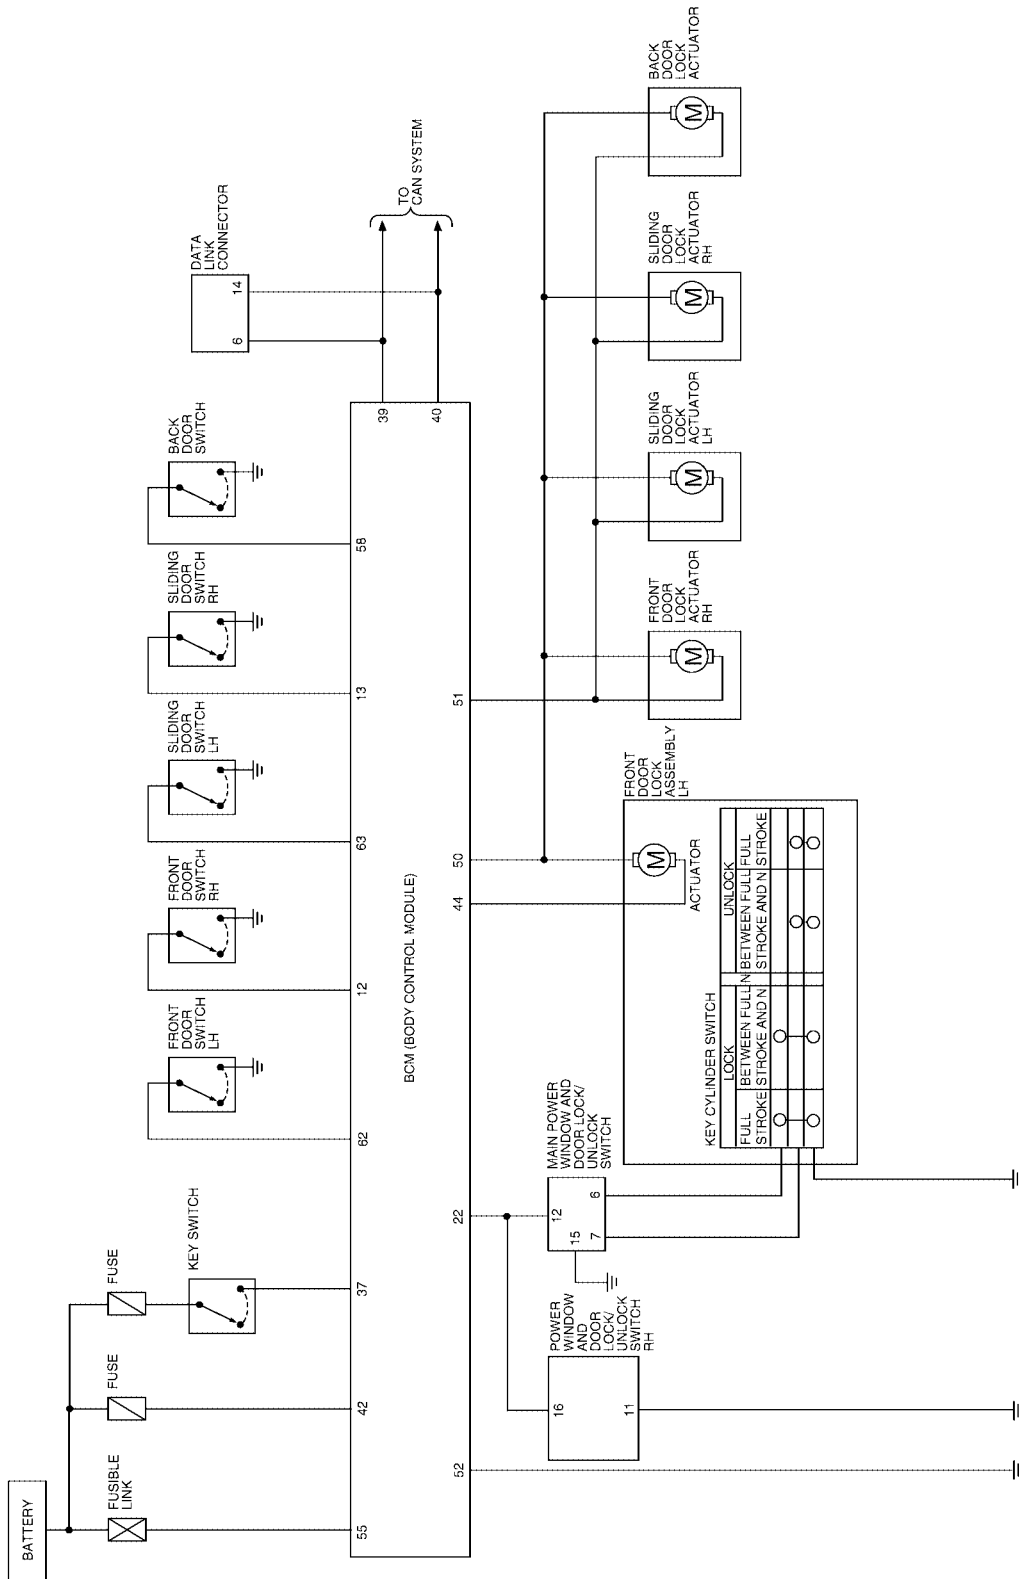 BATTERY
FUSIBLE
LINK
FUSE
FUSE
KEY SWITCH
FRONT
DOOR
SWITCH
LH
FRONT
DOOR
SWITCH
RH
SLIDING
DOOR
SWITCH
LH
SLIDING
DOOR
SWITCH
RH
BACK
DOOR
SWITCH
DATA
LINK
CONNECTOR
6
14
TO
CAN SYSTEM
55
42
37
62
12
63
13
58
39
40
BCM (BODY CONTROL MODULE)
52
22
44
50
51
POWER
WINDOW
AND
DOOR
LOCK/
UNLOCK
SWITCH
RH
16
11
MAIN POWER
WINDOW AND
DOOR LOCK/
UNLOCK
SWITCH
12
15
7
6
FRONT
DOOR
LOCK
ASSEMBLY
LH
M
ACTUATOR
KEY CYLINDER SWITCH
LOCK
UNLOCK
FULL
STROKE
BETWEEN FULL
STROKE AND N
N
BETWEEN FULL
STROKE AND N
FULL
STROKE
FRONT
DOOR
LOCK
ACTUATOR
RH
M
SLIDING
DOOR
LOCK
ACTUATOR
LH
M
SLIDING
DOOR
LOCK
ACTUATOR
RH
M
BACK
DOOR
LOCK
ACTUATOR
M